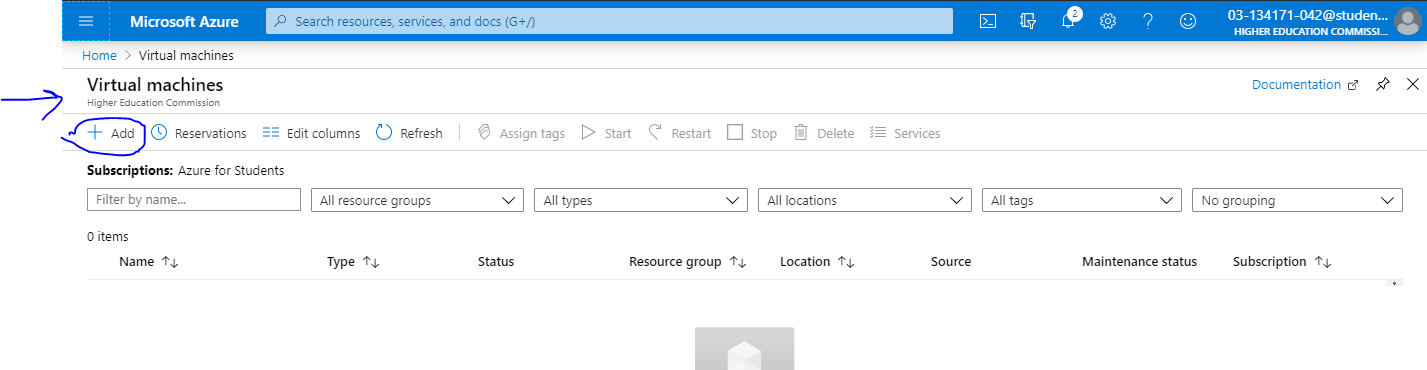 Microsoft Azure Search resources, services, and docs (G+/) 2 03-134171-042@studen...
HIGHER EDUCATION COMMISSI...
Home > Virtual machines
Virtual machines Documentation
Higher Education Commission
+ Add Reservations Edit columns Refresh Assign tags Start Restart Stop Delete Services
Subscriptions: Azure for Students
Filter by name... All resource groups All types All locations All tags No grouping
0 items
Name Type Status Resource group Location Source Maintenance status Subscription